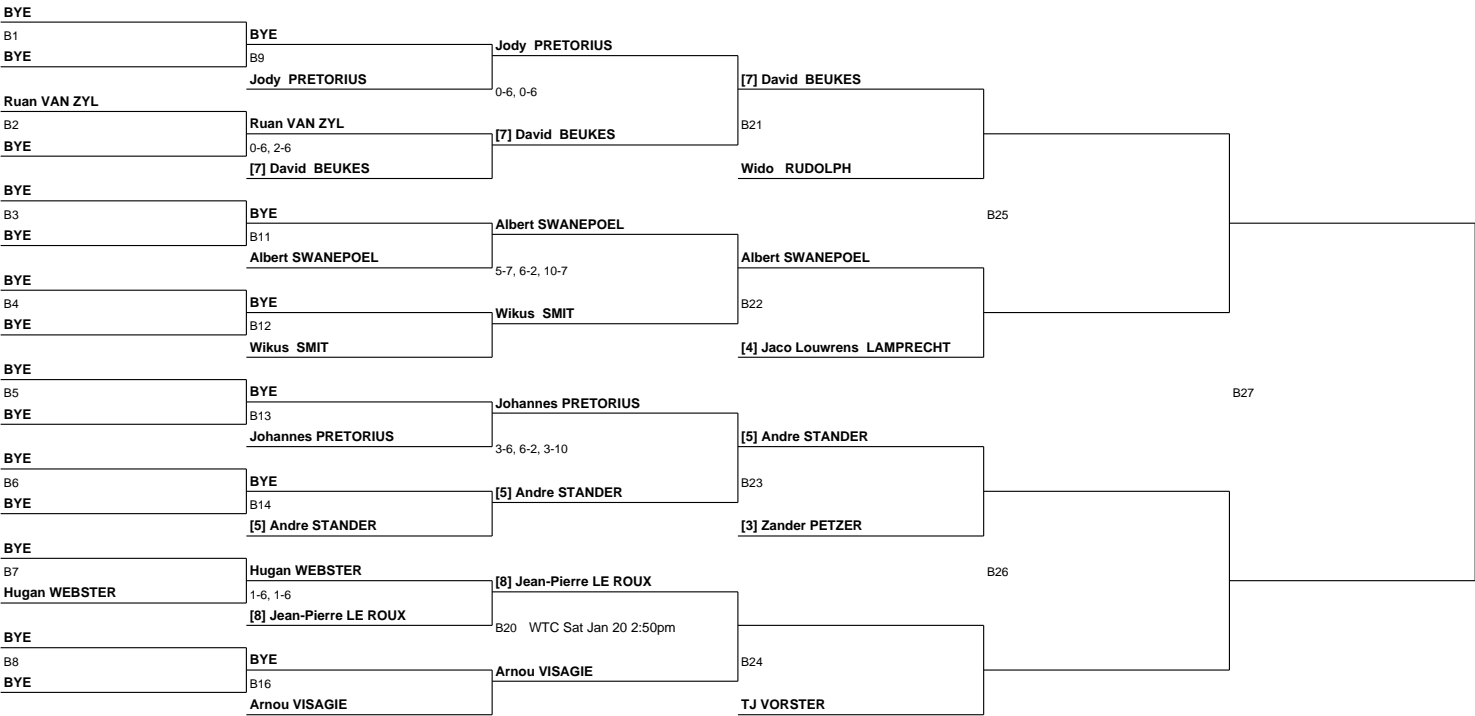 BYE
B1
BYE
Ruan VAN ZYL
B2
BYE
BYE
B3
BYE
BYE
B4
BYE
BYE
B5
BYE
BYE
B6
BYE
BYE
B7
Hugan WEBSTER
BYE
B8
BYE
BYE
B9
Jody PRETORIUS
Ruan VAN ZYL
0-6, 2-6
[7] David BEUKES
BYE
B11
Albert SWANEPOEL
BYE
B12
Wikus SMIT
BYE
B13
Johannes PRETORIUS
BYE
B14
[5] Andre STANDER
Hugan WEBSTER
1-6, 1-6
[8] Jean-Pierre LE ROUX
BYE
B16
Arnou VISAGIE
Jody PRETORIUS
0-6, 0-6
[7] David BEUKES
Albert SWANEPOEL
5-7, 6-2, 10-7
Wikus SMIT
Johannes PRETORIUS
3-6, 6-2, 3-10
[5] Andre STANDER
[8] Jean-Pierre LE ROUX
B20 WTC Sat Jan 20 2:50pm
Arnou VISAGIE
[7] David BEUKES
B21
Wido RUDOLPH
Albert SWANEPOEL
B22
[4] Jaco Louwrens LAMPRECHT
[5] Andre STANDER
B23
[3] Zander PETZER
B24
TJ VORSTER
B25
B26
B27